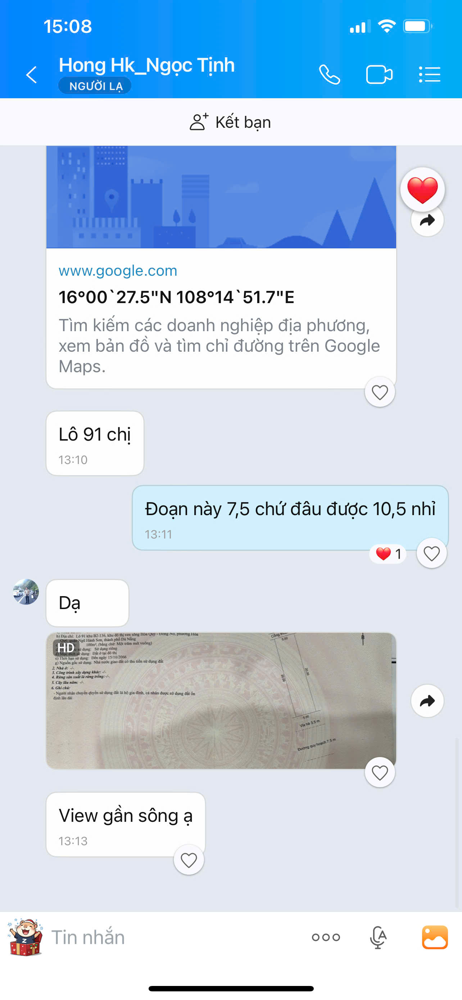 15:08
Hong Hk_Ngọc Tịnh
NGƯỜI LẠ
Kết bạn
www.google.com
16°00`27.5"N 108°14`51.7"E
Tìm kiếm các doanh nghiệp địa phương,
xem bản đồ và tìm chỉ đường trên Google
Maps.
Lô 91 chị
13:10
Đoạn này 7,5 chứ đâu được 10,5 nhỉ
13:11
1
Dạ
b) Địa chỉ: Lô 91 khu B2-136, khu đô thị ven sông Hòa Quý - Đồng Nò, phường Hòa
Quý, quận Ngũ Hành Sơn, thành phố Đà Nẵng
100m², (bằng chữ: Một trăm mét vuông)
HD
sử dụng: Sử dụng riêng
đ) Mục đích sử dụng: Đất ở tại đô thị
e) Thời hạn sử dụng: Đến ngày 15/10/2066
g) Nguồn gốc sử dụng: Nhà nước giao đất có thu tiền sử dụng đất
2. Nhà ở: -/-
3. Công trình xây dựng khác: -/-
4. Rừng sản xuất là rừng trồng: -/-
5. Cây lâu năm: -/-
6. Ghi chú:
- Người nhận chuyển quyền sử dụng đất là hộ gia đình, cá nhân được sử dụng đất ổn
định lâu dài
Cống
5.00
B
20.00
20.00
5.00
Vỉa hè 3.5 m
Đường quy hoạch 7.5 m
View gần sông ạ
13:13
Z
Tin nhắn
A